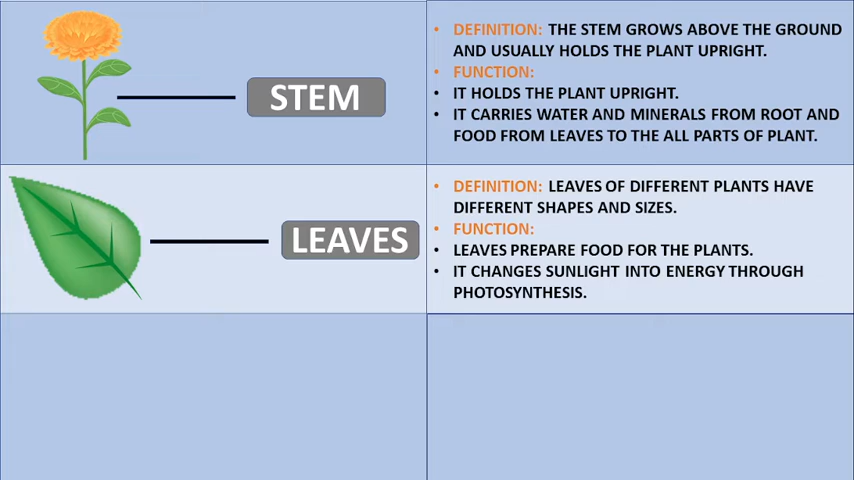 STEM
• DEFINITION: THE STEM GROWS ABOVE THE GROUND
AND USUALLY HOLDS THE PLANT UPRIGHT.
• FUNCTION:
• IT HOLDS THE PLANT UPRIGHT.
• IT CARRIES WATER AND MINERALS FROM ROOT AND
FOOD FROM LEAVES TO THE ALL PARTS OF PLANT.
LEAVES
• DEFINITION: LEAVES OF DIFFERENT PLANTS HAVE
DIFFERENT SHAPES AND SIZES.
• FUNCTION:
• LEAVES PREPARE FOOD FOR THE PLANTS.
• IT CHANGES SUNLIGHT INTO ENERGY THROUGH
PHOTOSYNTHESIS.